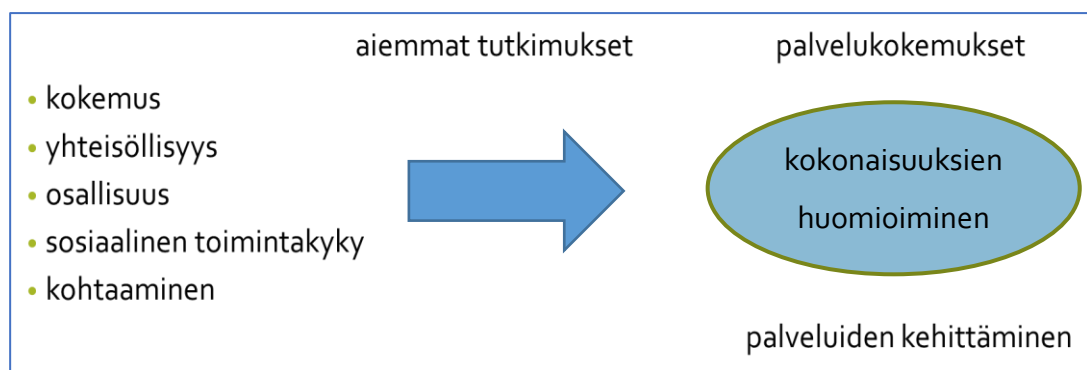 aiemmat tutkimukset
palvelukokemukset
• kokemus
• yhteisöllisyys
• osallisuus
• sosiaalinen toimintakyky
• kohtaaminen
kokonaisuuksien
huomioiminen
palveluiden kehittäminen